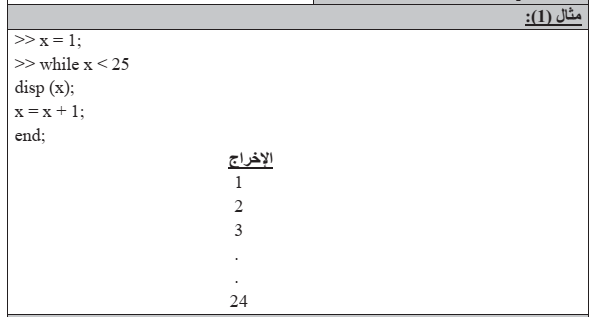 مثال (1):
>> x = 1;
>> while x < 25
disp (x);
x = x + 1;
end;
الإخراج
1
2
3
.
.
24